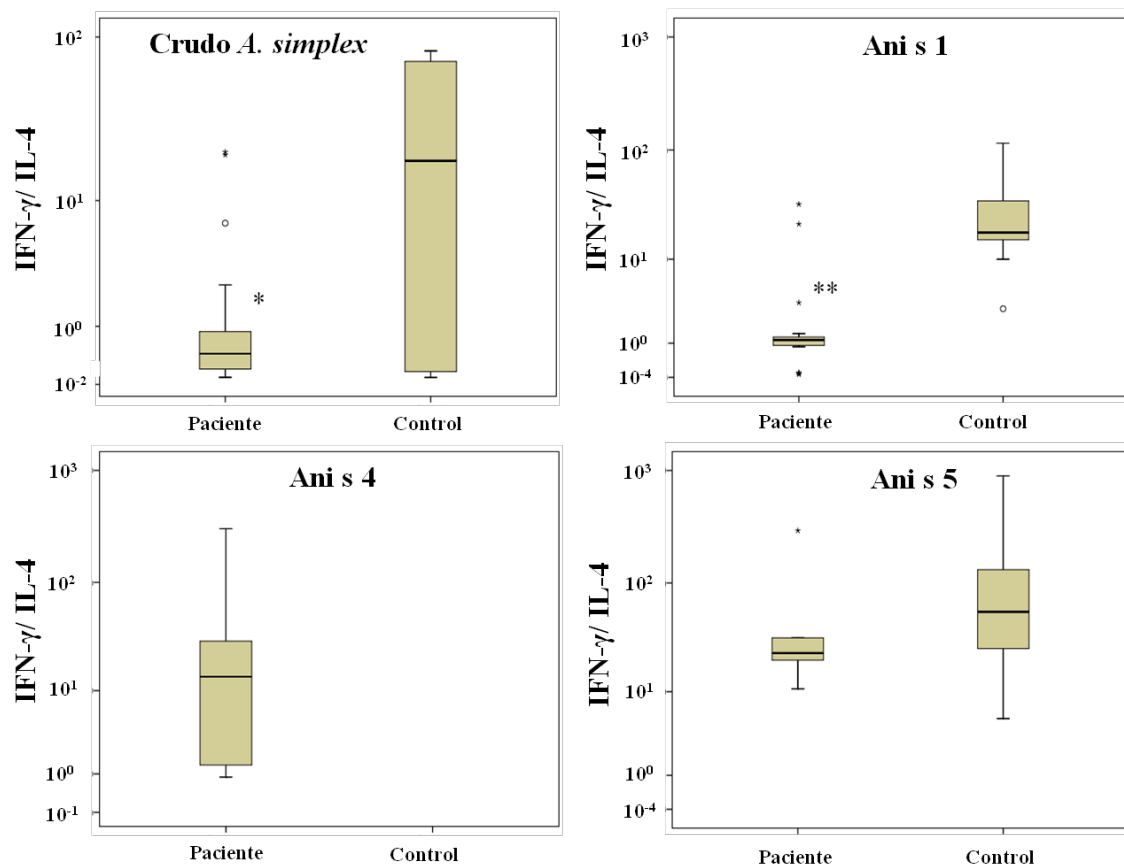 Crudo A. simplex
IFN-γ/ IL-4
10²
10¹
10⁰
10⁻²
*
Paciente
Control
Ani s 1
IFN-γ/ IL-4
10³
10²
10¹
10⁰
10⁻⁴
**
Paciente
Control
Ani s 4
IFN-γ/ IL-4
10³
10²
10¹
10⁰
10⁻¹
Paciente
Control
Ani s 5
IFN-γ/ IL-4
10³
10²
10¹
10⁰
10⁻⁴
Paciente
Control